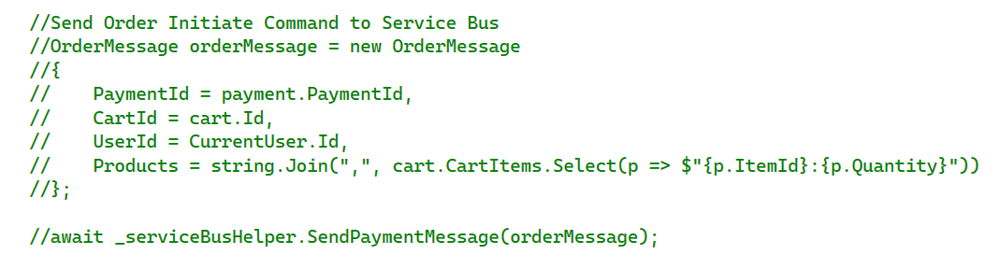 //Send Order Initiate Command to Service Bus
//OrderMessage orderMessage = new OrderMessage
//{
//    PaymentId = payment.PaymentId,
//    CartId = cart.Id,
//    UserId = CurrentUser.Id,
//    Products = string.Join(",", cart.CartItems.Select(p => $"{p.ItemId}:{p.Quantity}"))
//};
//await _serviceBusHelper.SendPaymentMessage(orderMessage);